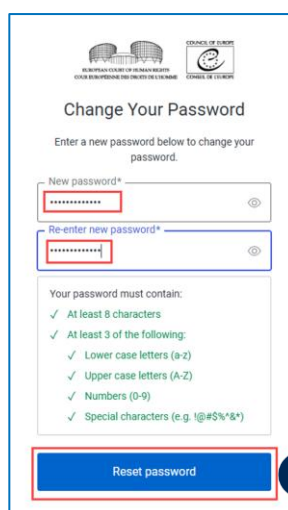 COUNCIL OF EUROPE
EUROPEAN COURT OF HUMAN RIGHTS
COUR EUROPÉENNE DES DROITS DE L'HOMME
CONSEIL DE L'EUROPE
Change Your Password
Enter a new password below to change your
password.
New password*
•••••••••••••
Re-enter new password*
•••••••••••••
Your password must contain:
✓ At least 8 characters
✓ At least 3 of the following:
✓ Lower case letters (a-z)
✓ Upper case letters (A-Z)
✓ Numbers (0-9)
✓ Special characters (e.g. !@#$%^&*)
Reset password